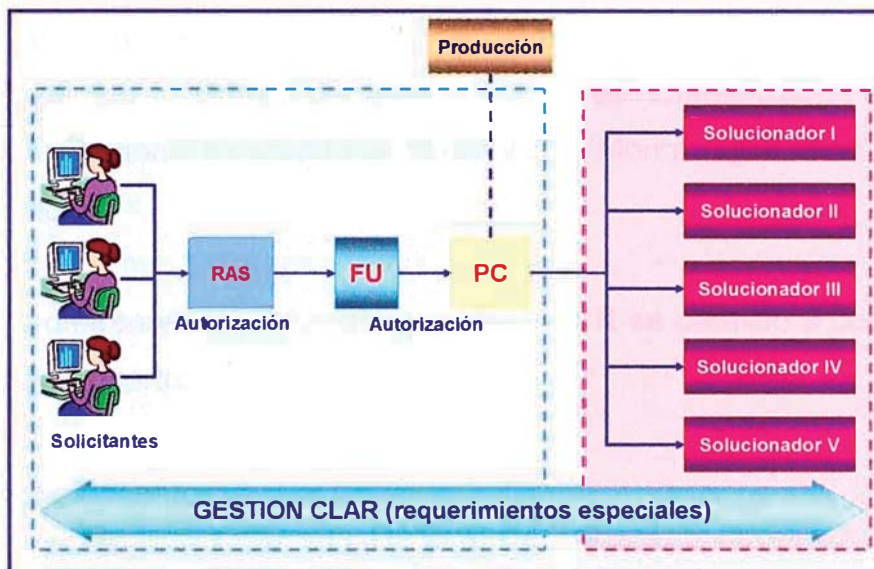 Producción
Solucionador I
Solucionador II
RAS
FU
PC
Solucionador III
Autorización
Autorización
Solucionador IV
Solicitantes
Solucionador V
GESTION CLAR (requerimientos especiales)